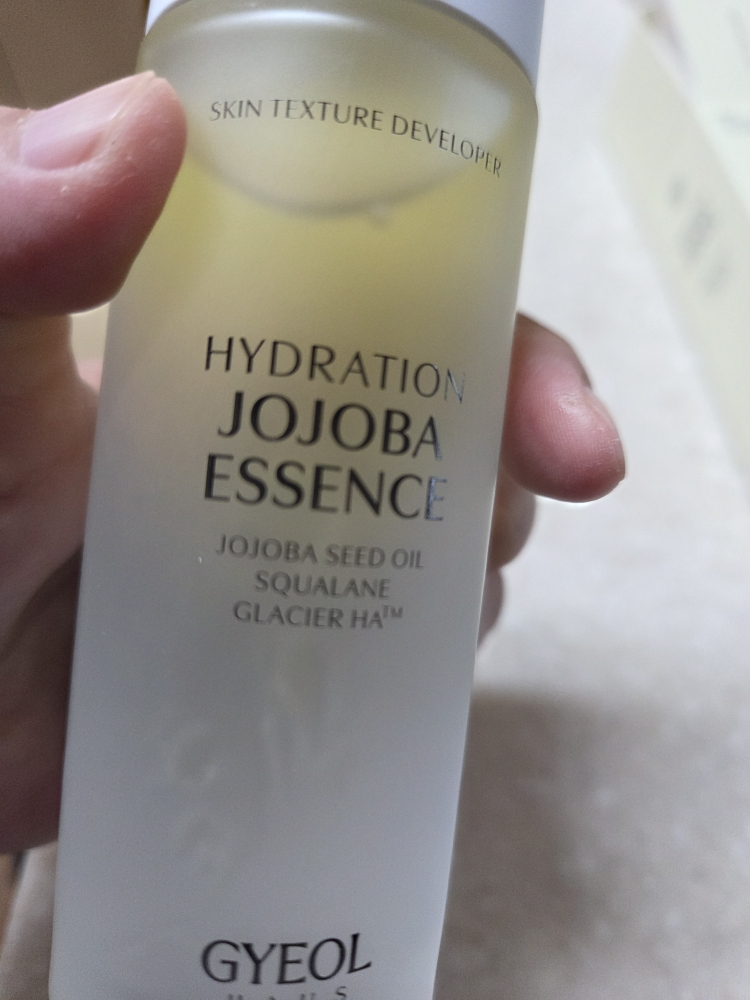 SKIN TEXTURE DEVELOPER
HYDRATION
JOJOBA
ESSENCE
JOJOBA SEED OIL
SQUALANE
GLACIER HA™
GYEOL